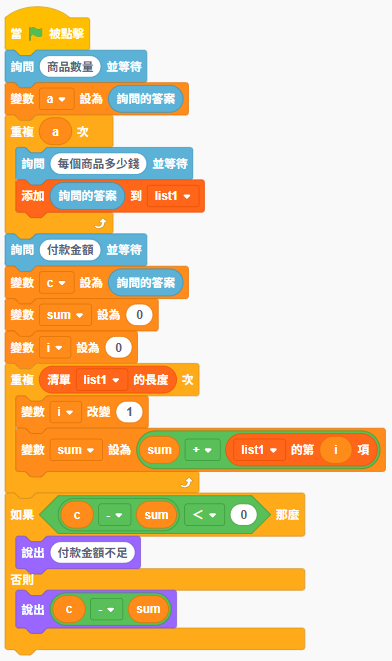 當 被點擊
詢問 商品數量 並等待
變數 a 設為 詢問的答案
重複 a 次
詢問 每個商品多少錢 並等待
添加 詢問的答案 到 list1
詢問 付款金額 並等待
變數 c 設為 詢問的答案
變數 sum 設為 0
變數 i 設為 0
重複 清單 list1 的長度 次
變數 i 改變 1
變數 sum 設為 sum + list1 的第 i 項
如果 c - sum < 0 那麼
說出 付款金額不足
否則
說出 c - sum